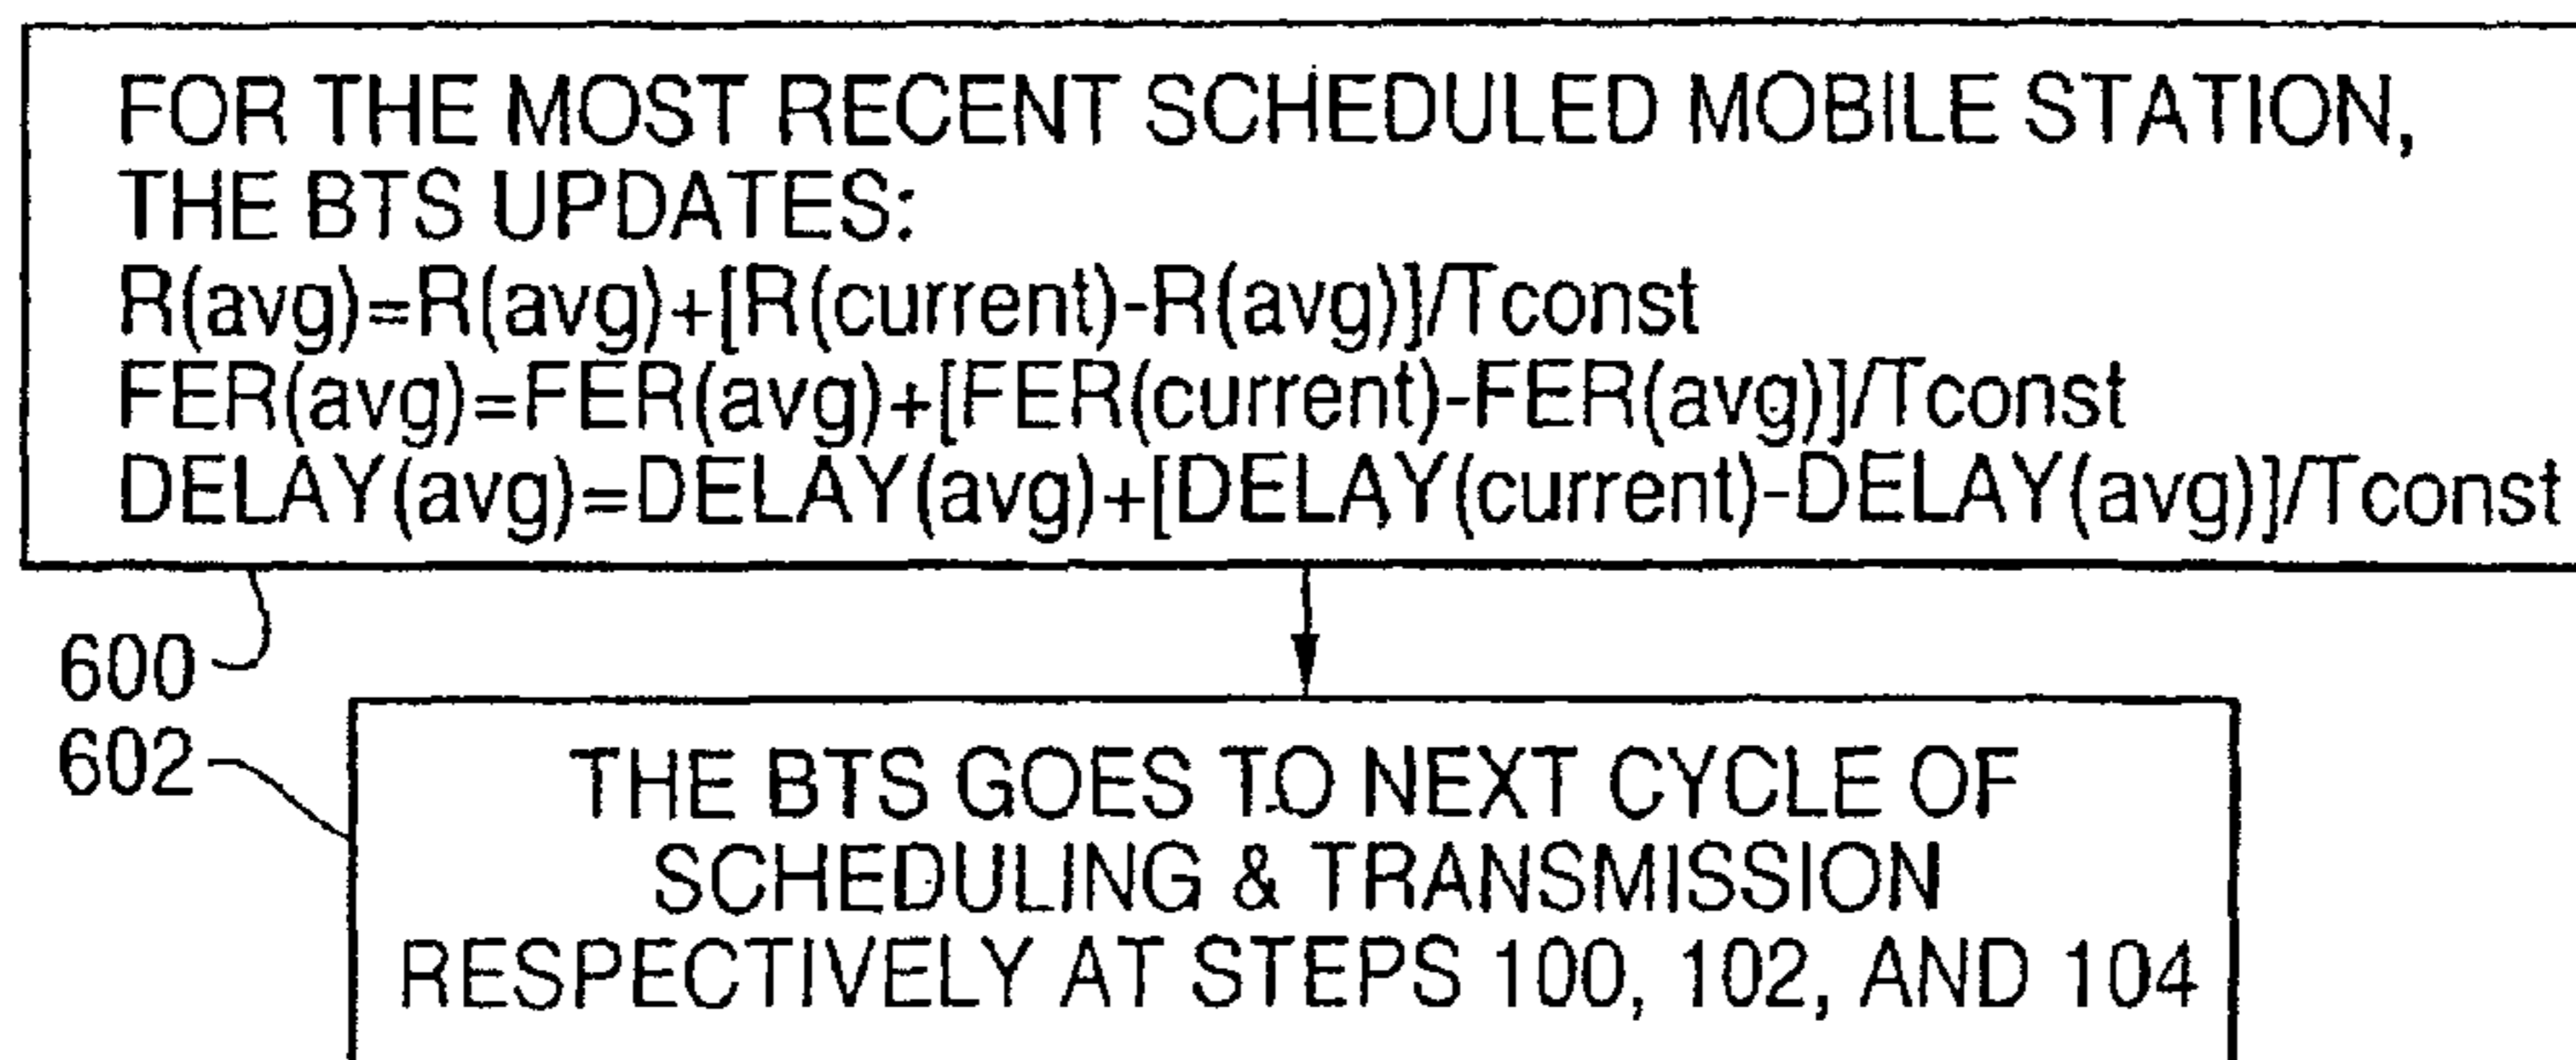 FOR THE MOST RECENT SCHEDULED MOBILE STATION,
THE BTS UPDATES:
R(avg)=R(avg)+[R(current)-R(avg)]/Tconst
FER(avg)=FER(avg)+[FER(current)-FER(avg)]/Tconst
DELAY(avg)=DELAY(avg)+[DELAY(current)-DELAY(avg)]/Tconst
600
602
THE BTS GOES TO NEXT CYCLE OF
SCHEDULING & TRANSMISSION
RESPECTIVELY AT STEPS 100, 102, AND 104